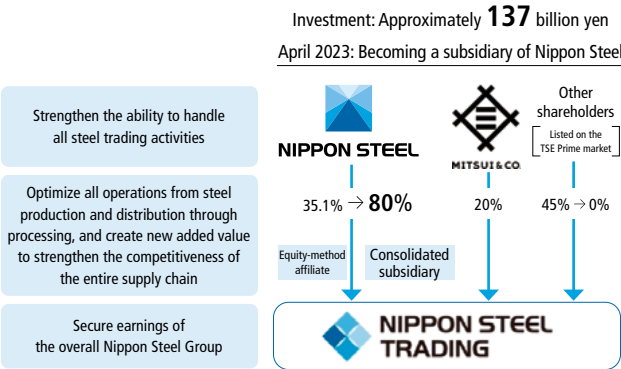 Investment: Approximately 137 billion yen
April 2023: Becoming a subsidiary of Nippon Steel
Strengthen the ability to handle
all steel trading activities
Optimize all operations from steel
production and distribution through
processing, and create new added value
to strengthen the competitiveness of
the entire supply chain
Secure earnings of
the overall Nippon Steel Group
NIPPON STEEL
MITSUI & CO.
Other
shareholders
Listed on the
TSE Prime market
35.1% → 80%
20%
45% → 0%
Equity-method
affiliate
Consolidated
subsidiary
NIPPON STEEL
TRADING